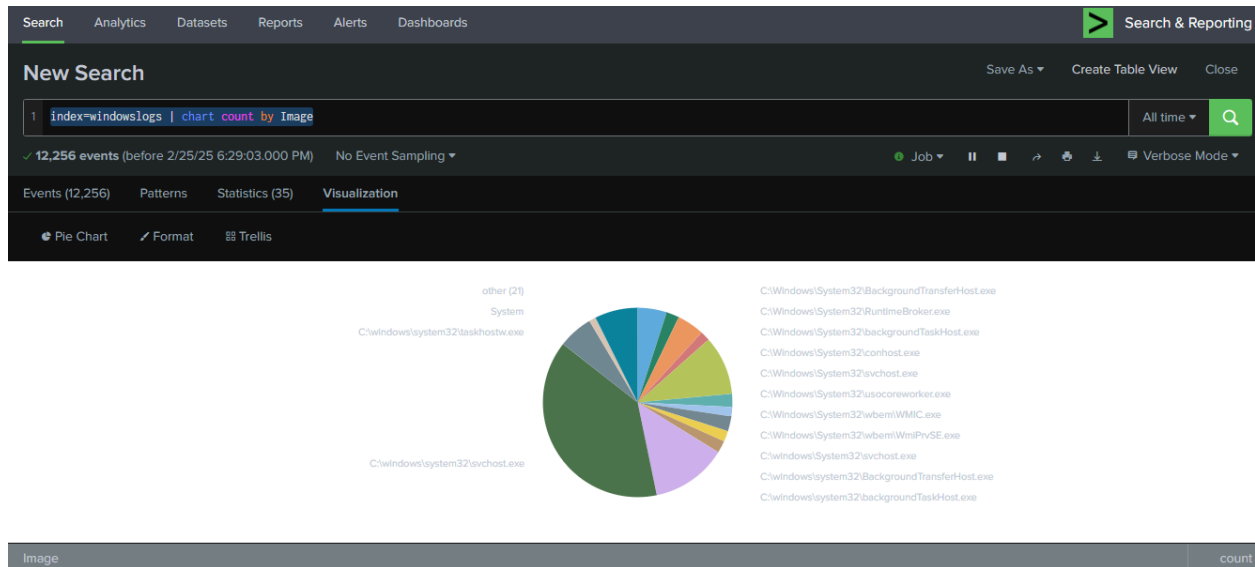 Search Analytics Datasets Reports Alerts Dashboards Search & Reporting
New Search Save As Create Table View Close
1 index=windowslogs | chart count by Image All time
12,256 events (before 2/25/25 6:29:03.000 PM) No Event Sampling Job Verbose Mode
Events (12,256) Patterns Statistics (35) Visualization
Pie Chart Format Trellis
other (21)
System
C:\windows\system32\taskhostw.exe
C:\windows\system32\svchost.exe
C:\Windows\System32\BackgroundTransferHost.exe
C:\Windows\System32\RuntimeBroker.exe
C:\Windows\System32\backgroundTaskHost.exe
C:\Windows\System32\conhost.exe
C:\Windows\System32\svchost.exe
C:\Windows\System32\usocoreworker.exe
C:\Windows\System32\wbem\WMIC.exe
C:\Windows\System32\wbem\WmiPrvSE.exe
C:\windows\System32\svchost.exe
C:\windows\system32\BackgroundTransferHost.exe
C:\windows\system32\backgroundTaskHost.exe
Image count